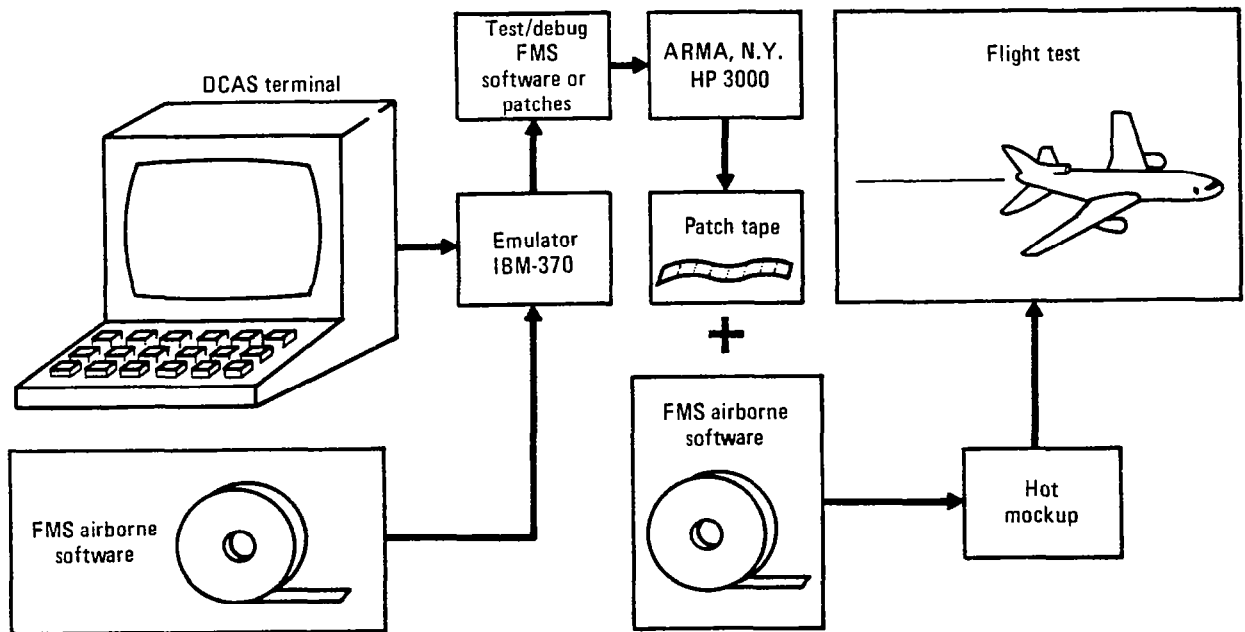 DCAS terminal
Test/debug
FMS
software or
patches
ARMA, N.Y.
HP 3000
Flight test
Emulator
IBM-370
Patch tape
+
FMS airborne
software
FMS airborne
software
Hot
mockup